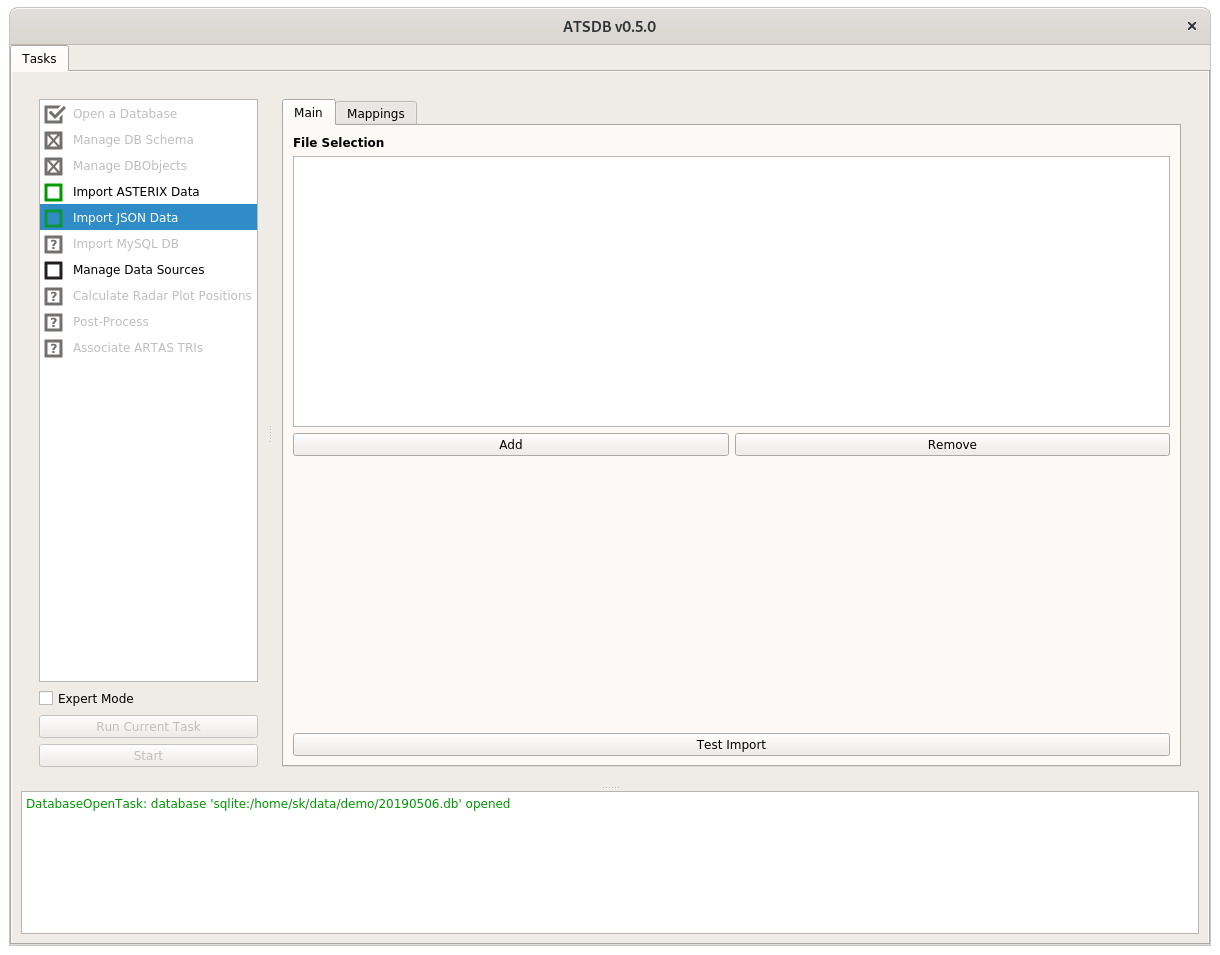 ATSDB v0.5.0
Tasks
Open a Database
Manage DB Schema
Manage DBObjects
Import ASTERIX Data
Import JSON Data
Import MySQL DB
Manage Data Sources
Calculate Radar Plot Positions
Post-Process
Associate ARTAS TRIs
Expert Mode
Run Current Task
Start
Main Mappings
File Selection
Add Remove
Test Import
DatabaseOpenTask: database 'sqlite:/home/sk/data/demo/20190506.db' opened